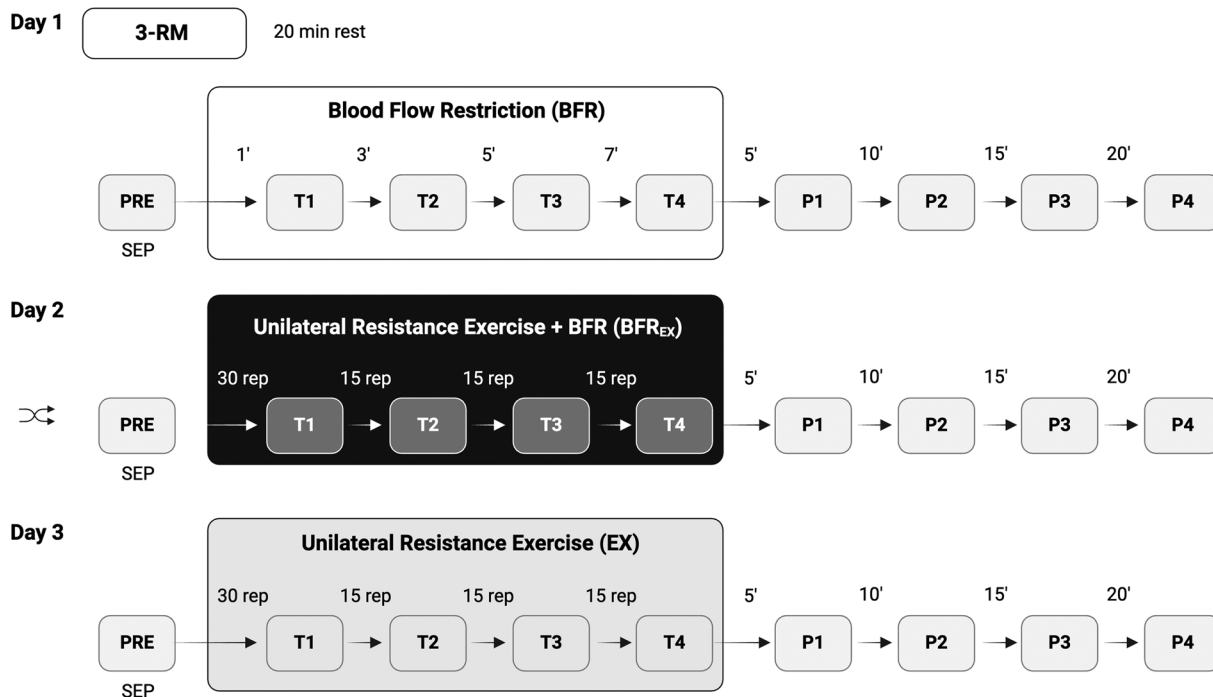 Day 1 3-RM 20 min rest
Blood Flow Restriction (BFR)
1' 3' 5' 7' 5' 10' 15' 20'
PRE T1 T2 T3 T4 P1 P2 P3 P4
SEP
Day 2
Unilateral Resistance Exercise + BFR (BFREX)
30 rep 15 rep 15 rep 15 rep 5' 10' 15' 20'
PRE T1 T2 T3 T4 P1 P2 P3 P4
SEP
Day 3
Unilateral Resistance Exercise (EX)
30 rep 15 rep 15 rep 15 rep 5' 10' 15' 20'
PRE T1 T2 T3 T4 P1 P2 P3 P4
SEP